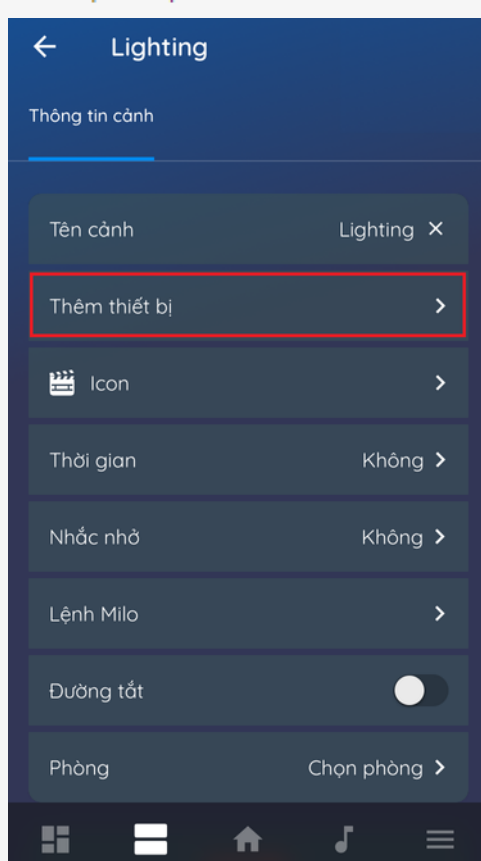 Lighting
Thông tin cảnh
Tên cảnh Lighting
Thêm thiết bị
Icon
Thời gian Không
Nhắc nhở Không
Lệnh Milo
Đường tắt
Phòng Chọn phòng